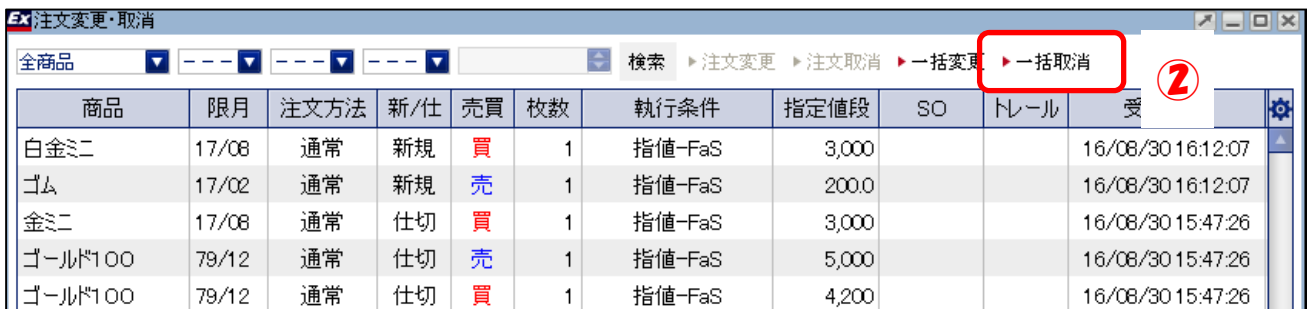 Ex 注文変更・取消
全商品 --- --- --- 検索 ▶注文変更 ▶注文取消 ▶一括変更 ▶一括取消
②
商品 限月 注文方法 新/仕 売買 枚数 執行条件 指定値段 SO トレール 受
白金ミニ 17/08 通常 新規 買 1 指値-FaS 3,000 16/08/30 16:12:07
ゴム 17/02 通常 新規 売 1 指値-FaS 200.0 16/08/30 16:12:07
金ミニ 17/08 通常 仕切 買 1 指値-FaS 3,000 16/08/30 15:47:26
ゴールド100 79/12 通常 仕切 売 1 指値-FaS 5,000 16/08/30 15:47:26
ゴールド100 79/12 通常 仕切 買 1 指値-FaS 4,200 16/08/30 15:47:26